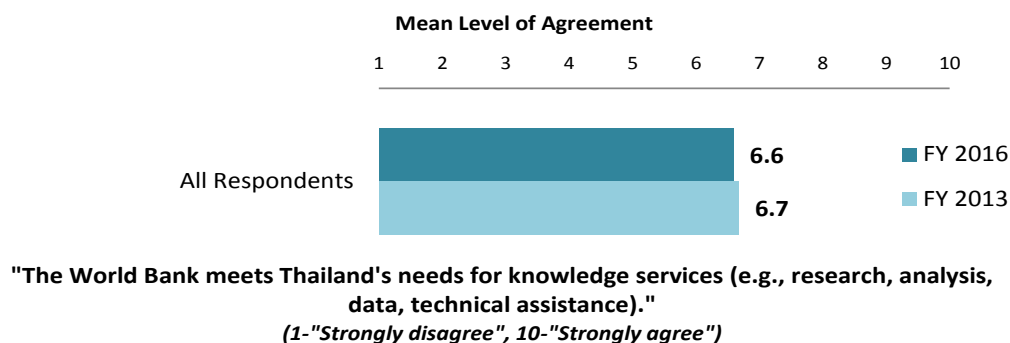 Mean Level of Agreement
1 2 3 4 5 6 7 8 9 10
All Respondents
6.6
6.7
FY 2016
FY 2013
"The World Bank meets Thailand's needs for knowledge services (e.g., research, analysis,
data, technical assistance)."
(1-"Strongly disagree", 10-"Strongly agree")